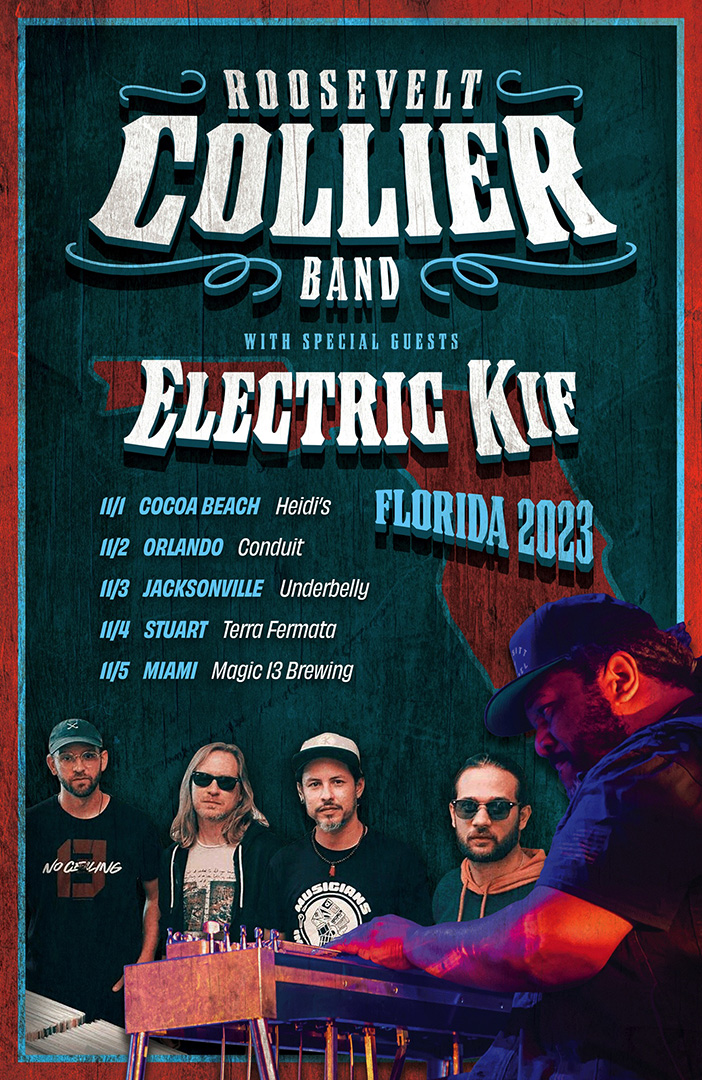 ROOSEVELT
COLLIER
BAND
WITH SPECIAL GUESTS
ELECTRIC KIF
FLORIDA 2023
11/1 COCOA BEACH Heidi's
11/2 ORLANDO Conduit
11/3 JACKSONVILLE Underbelly
11/4 STUART Terra Fermata
11/5 MIAMI Magic 13 Brewing
NO CEILING
MUSICIANS